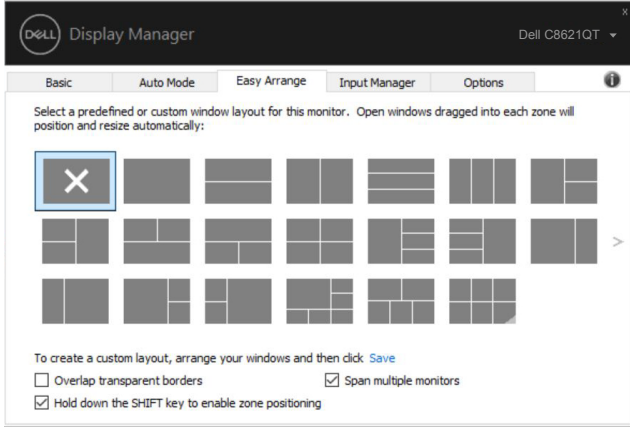 x
DELL Display Manager
Dell C8621QT
Basic
Auto Mode
Easy Arrange
Input Manager
Options
i
Select a predefined or custom window layout for this monitor. Open windows dragged into each zone will
position and resize automatically:
>
To create a custom layout, arrange your windows and then click Save
Overlap transparent borders
Span multiple monitors
Hold down the SHIFT key to enable zone positioning